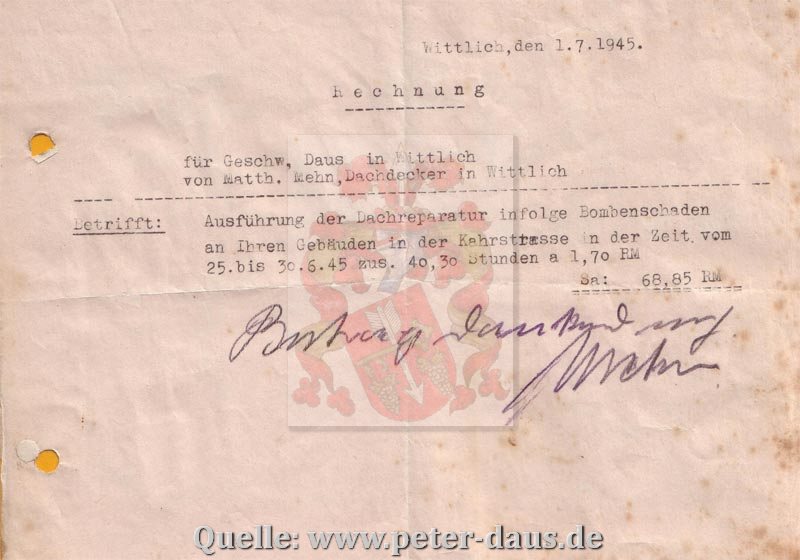 Wittlich, den 1.7.1945.
Rechnung
für Geschw, Daus in Wittlich
von Matth. Mehn, Dachdecker in Wittlich
Betrifft: Ausführung der Dachreparatur infolge Bombenschaden
an Ihren Gebäuden in der Kahrstrasse in der Zeit vom
25.bis 30.6.45 zus. 40,30 Stunden a 1,70 RM
Sa: 68,85 RM
Betrag dankend erh.
Mehn
Quelle: www.peter-daus.de